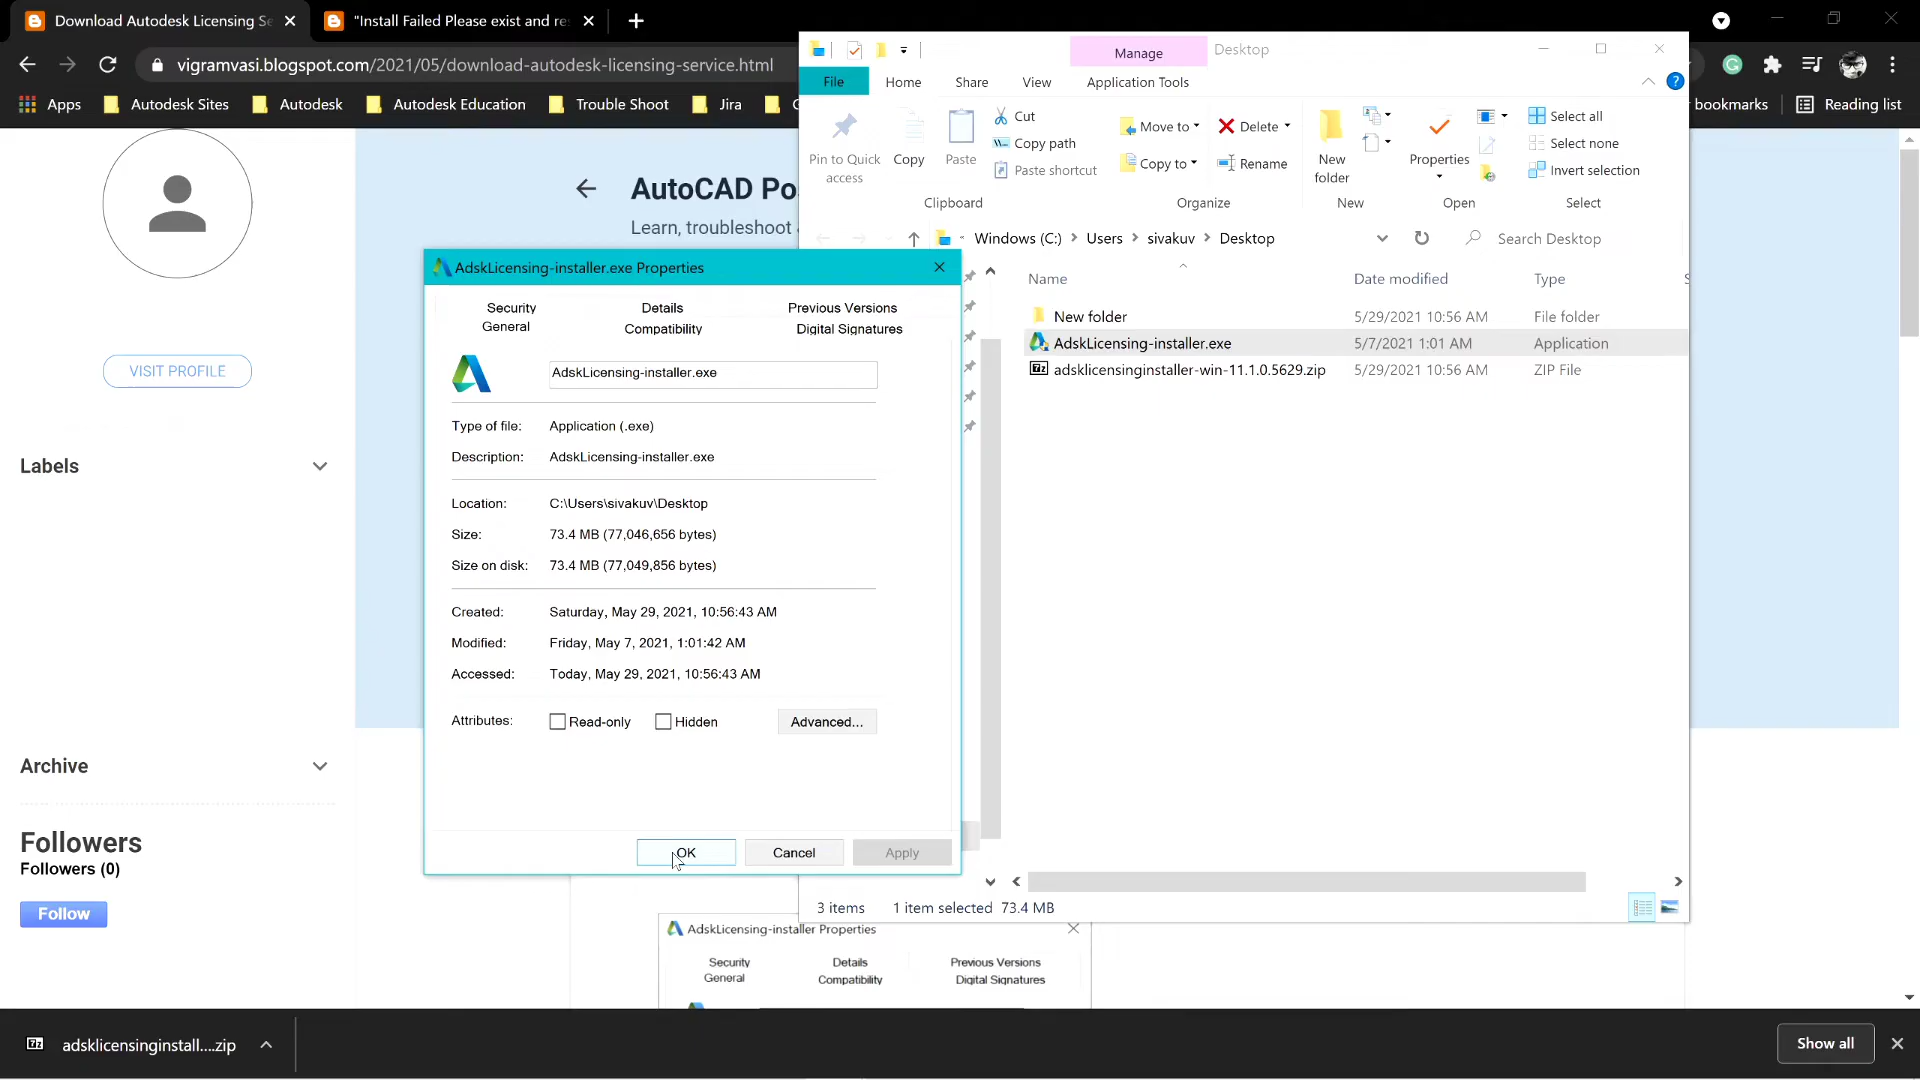 Download Autodesk Licensing Se
"Install Failed Please exist and res
vigramvasi.blogspot.com/2021/05/download-autodesk-licensing-service.html
Apps
Autodesk Sites
Autodesk
Autodesk Education
Trouble Shoot
Jira
bookmarks
Reading list
Manage
Desktop
File
Home
Share
View
Application Tools
Pin to Quick access
Copy
Paste
Cut
Copy path
Paste shortcut
Move to
Copy to
Delete
Rename
New folder
Properties
Select all
Select none
Invert selection
Clipboard
Organize
New
Open
Select
Windows (C:)
Users
sivakuv
Desktop
Search Desktop
Name
Date modified
Type
New folder 5/29/2021 10:56 AM File folder
AdskLicensing-installer.exe 5/7/2021 1:01 AM Application
adsklicensinginstaller-win-11.1.0.5629.zip 5/29/2021 10:56 AM ZIP File
3 items 1 item selected 73.4 MB
AutoCAD Po
Learn, troubleshoot
VISIT PROFILE
Labels
Archive
Followers
Followers (0)
Follow
AdskLicensing-installer.exe Properties
Security Details Previous Versions
General Compatibility Digital Signatures
AdskLicensing-installer.exe
Type of file: Application (.exe)
Description: AdskLicensing-installer.exe
Location: C:\Users\sivakuv\Desktop
Size: 73.4 MB (77,046,656 bytes)
Size on disk: 73.4 MB (77,049,856 bytes)
Created: Saturday, May 29, 2021, 10:56:43 AM
Modified: Friday, May 7, 2021, 1:01:42 AM
Accessed: Today, May 29, 2021, 10:56:43 AM
Attributes: Read-only Hidden Advanced...
OK Cancel Apply
AdskLicensing-installer Properties
Security Details Previous Versions
General Compatibility Digital Signatures
adsklicensinginstall....zip
Show all